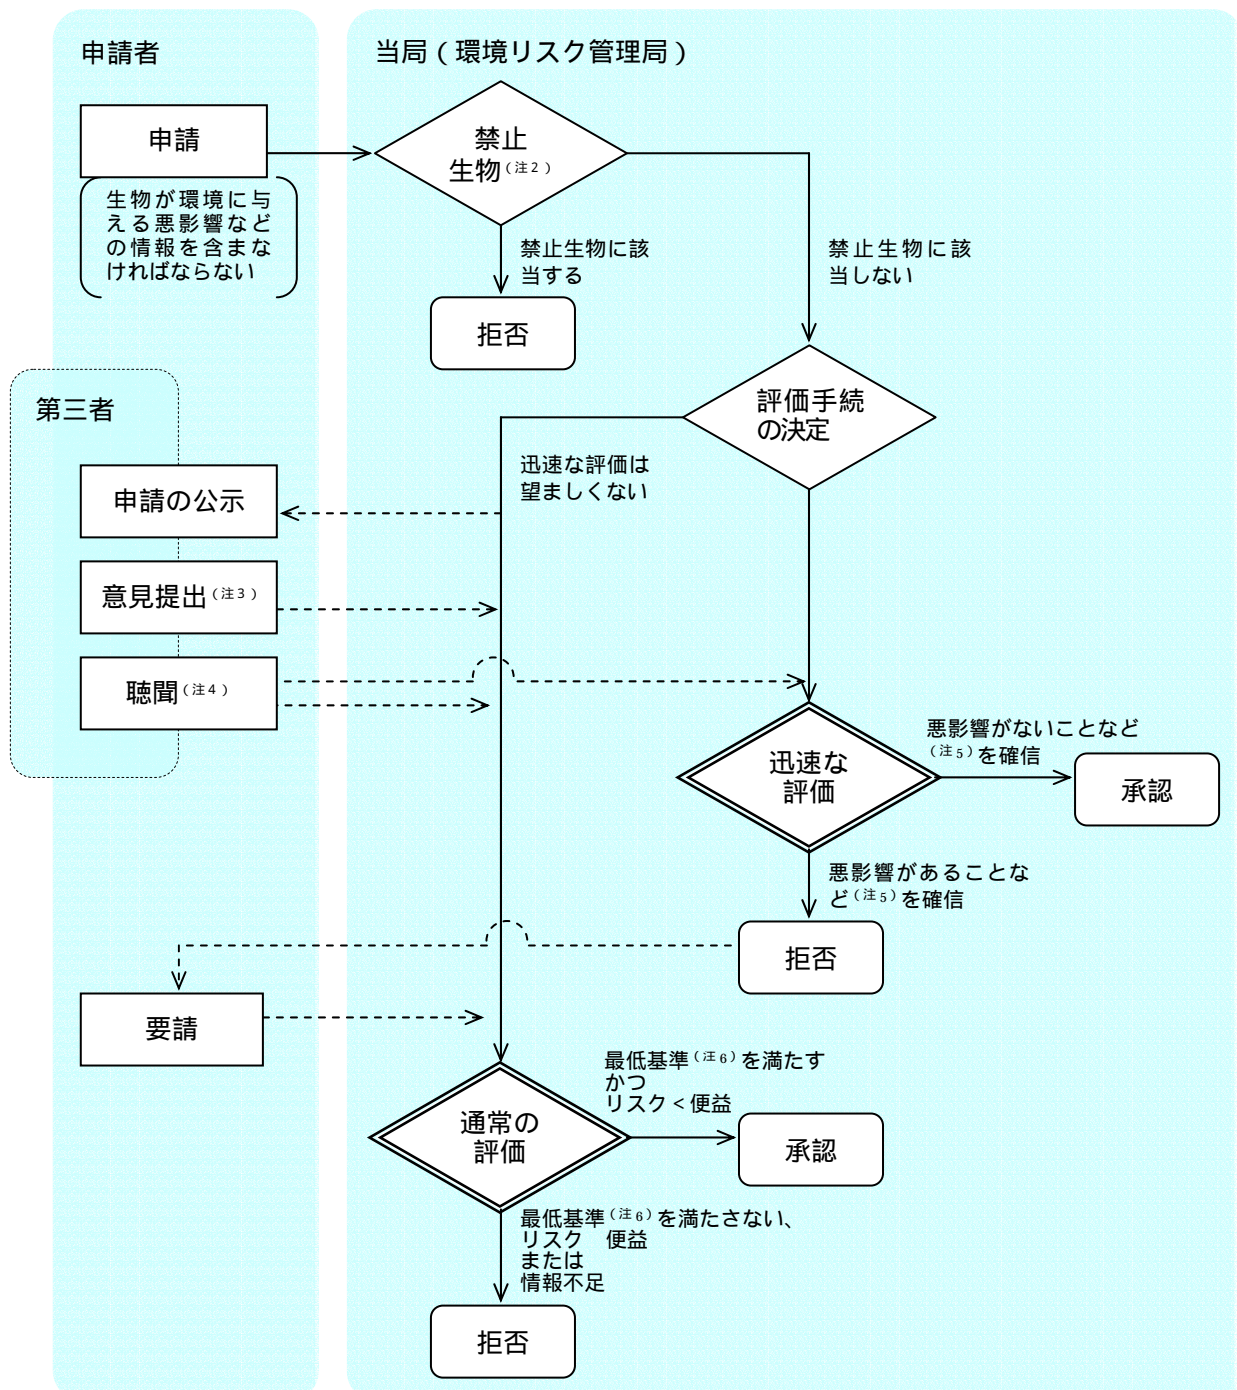 申請者
当局（環境リスク管理局）
申請
生物が環境に与
える悪影響など
の情報を含まな
ければならない
禁止
生物（注２）
禁止生物に該
当する
禁止生物に該
当しない
拒否
評価手続
の決定
第三者
迅速な評価は
望ましくない
申請の公示
意見提出（注３）
聴聞（注４）
迅速な
評価
悪影響がないことなど
（注５）を確信
承認
悪影響があることな
ど（注５）を確信
拒否
要請
最低基準（注６）を満たす
かつ
リスク＜便益
通常の
評価
承認
最低基準（注６）を満たさない、
リスク　便益
または
情報不足
拒否